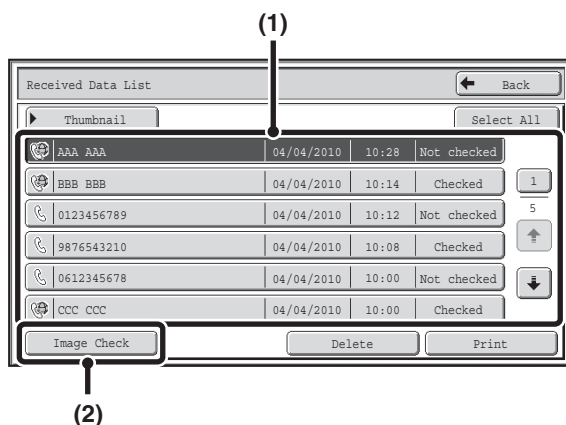 (1)
Received Data List Back
Thumbnail Select All
AAA AAA 04/04/2010 10:28 Not checked
BBB BBB 04/04/2010 10:14 Checked 1
0123456789 04/04/2010 10:12 Not checked 5
9876543210 04/04/2010 10:08 Checked
0612345678 04/04/2010 10:00 Not checked
CCC CCC 04/04/2010 10:00 Checked
Image Check Delete Print
(2)